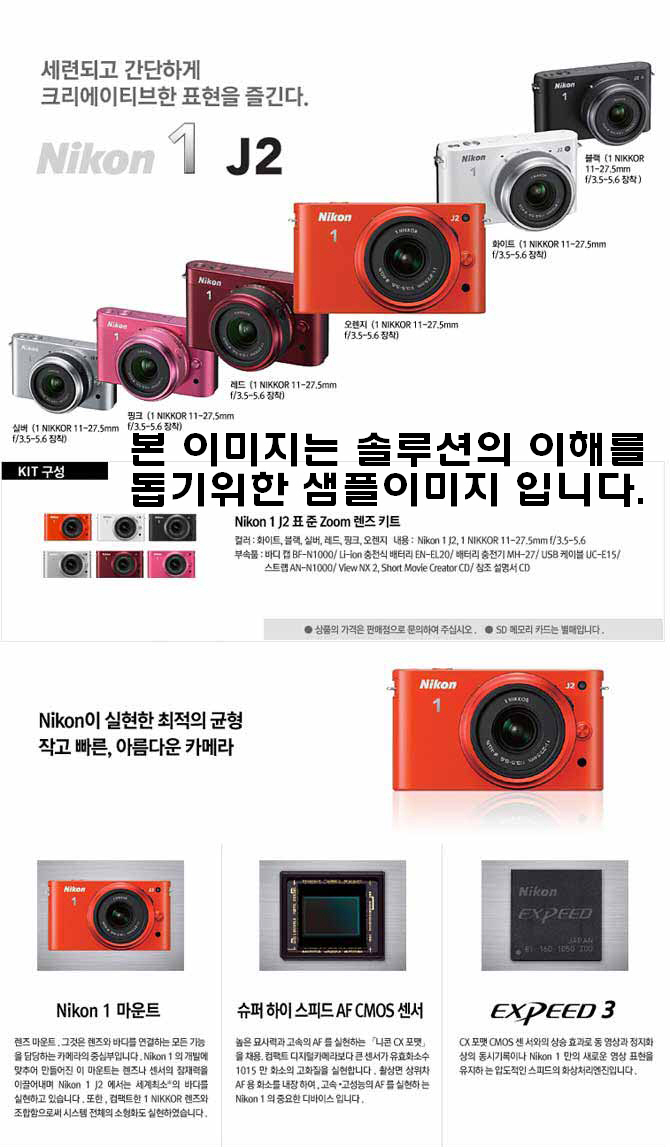 세련되고 간단하게
크리에이티브한 표현을 즐긴다.
Nikon 1 J2
블랙 (1 NIKKOR
11-27.5mm
f/3.5-5.6 장착)
화이트 (1 NIKKOR 11-27.5mm
f/3.5-5.6 장착)
오렌지 (1 NIKKOR 11-27.5mm
f/3.5-5.6 장착)
레드 (1 NIKKOR 11-27.5mm
f/3.5-5.6 장착)
핑크 (1 NIKKOR 11-27.5mm
f/3.5-5.6 장착)
실버 (1 NIKKOR 11-27.5mm
f/3.5-5.6 장착)
본 이미지는 솔루션의 이해를
돕기위한 샘플이미지 입니다.
KIT 구성
Nikon 1 J2 표 준 Zoom 렌즈 키트
컬러 : 화이트, 블랙, 실버, 레드, 핑크, 오렌지 내용 : Nikon 1 J2, 1 NIKKOR 11-27.5mm f/3.5-5.6
부속품 : 바디 캡 BF-N1000/ Li-ion 충전식 배터리 EN-EL20/ 배터리 충전기 MH-27/ USB 케이블 UC-E15/
스트랩 AN-N1000/ View NX 2, Short Movie Creator CD/ 참조 설명서 CD
● 상품의 가격은 판매점으로 문의하여 주십시오 . ● SD 메모리 카드는 별매입니다 .
Nikon이 실현한 최적의 균형
작고 빠른, 아름다운 카메라
Nikon J2
1
Nikon J2
1
Nikon
EXPEED
JAPAN
Nikon 1 마운트
렌즈 마운트 . 그것은 렌즈와 바디를 연결하는 모든 기능
을 담당하는 카메라의 중심부입니다 . Nikon 1 의 개발에
맞추어 만들어진 이 마운트는 렌즈나 센서의 잠재력을
이끌어내며 Nikon 1 J2 에서는 세계최소※의 바디를
실현하고 있습니다 . 또한 , 컴팩트한 1 NIKKOR 렌즈와
조합함으로써 시스템 전체의 소형화도 실현하였습니다 .
슈퍼 하이 스피드 AF CMOS 센서
높은 묘사력과 고속의 AF 를 실현하는 「니콘 CX 포맷」
을 채용. 컴팩트 디지털카메라보다 큰 센서가 유효화소수
1015 만 화소의 고화질을 실현합니다 . 촬상면 상위차
AF 용 화소를 내장 하여 , 고속 •고성능의 AF 를 실현하 는
Nikon 1 의 중요한 디바이스 입니다 .
EXPEED 3
CX 포맷 CMOS 센 서와의 상승 효과로 동 영상과 정지화
상의 동시기록이나 Nikon 1 만의 새로운 영상 표현을
유지하 는 압도적인 스피드의 화상처리엔진입니다 .